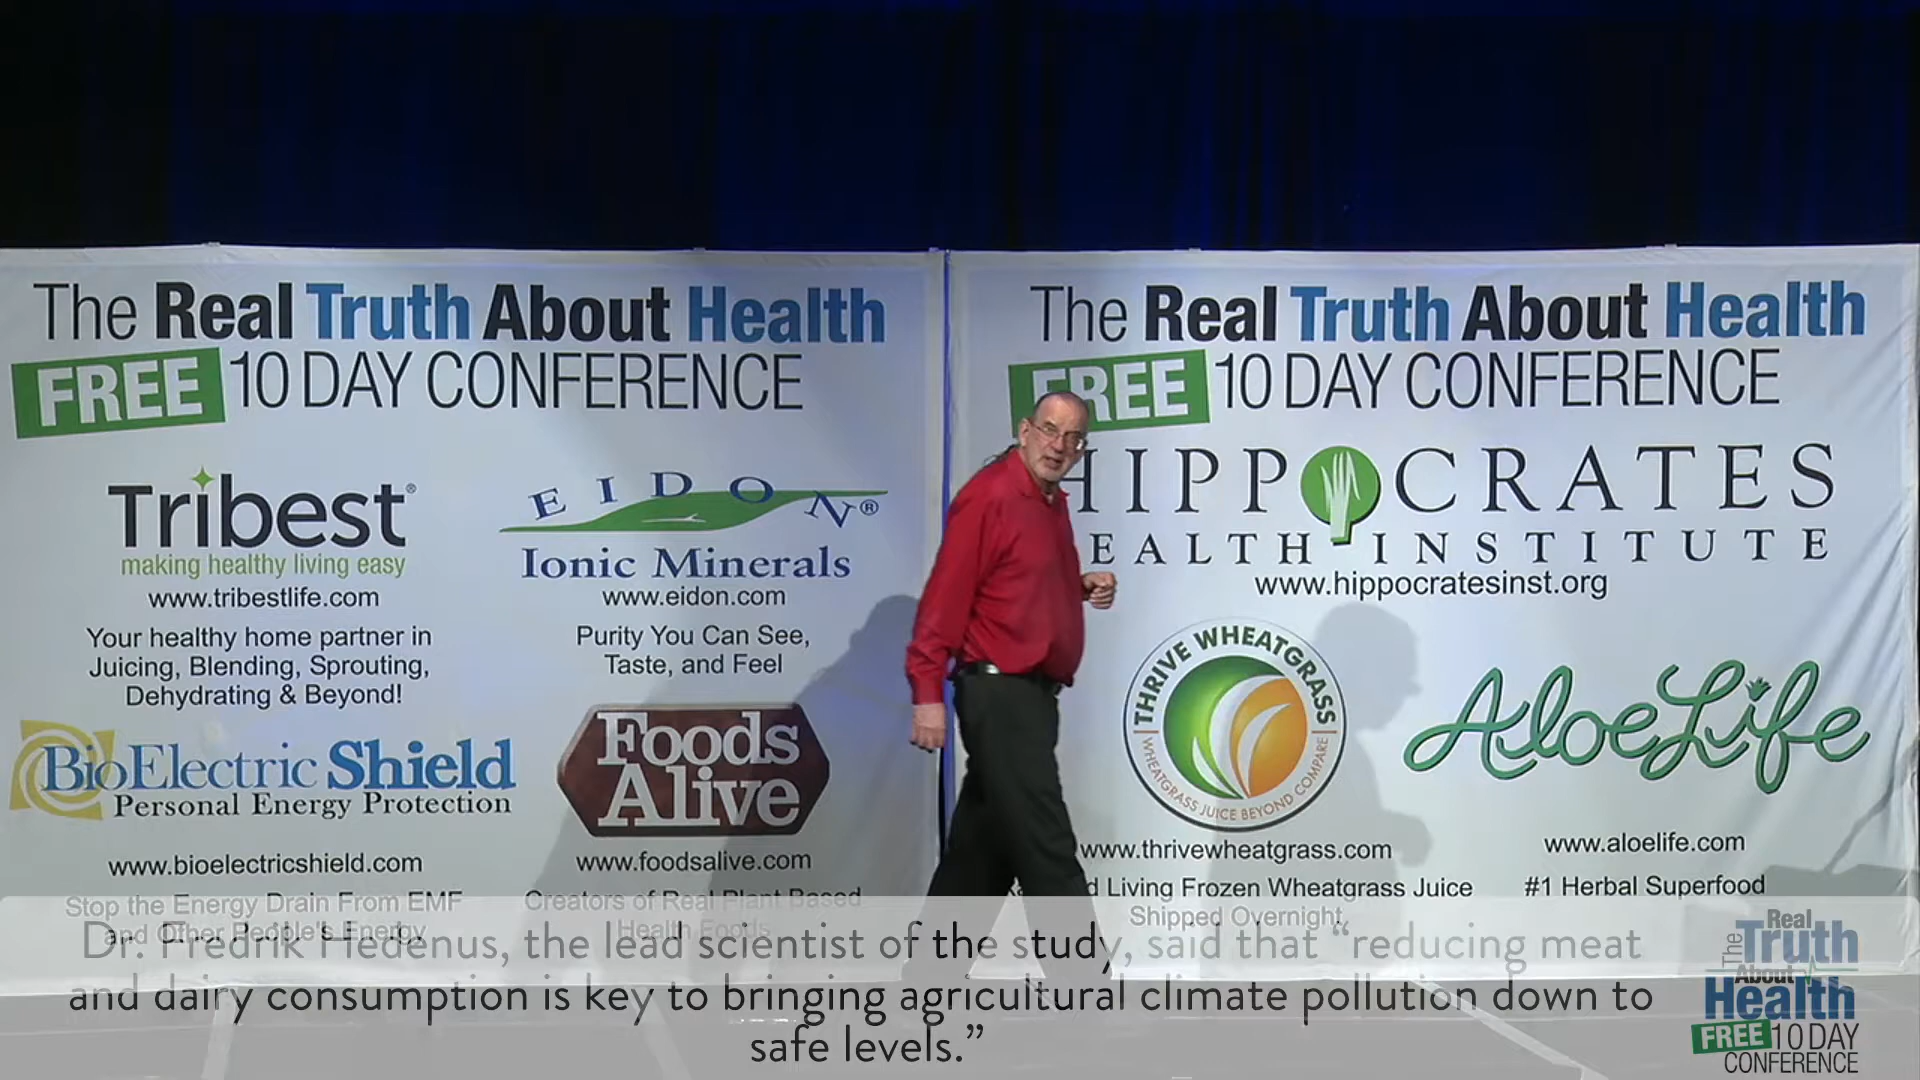 The Real Truth About Health
FREE 10 DAY CONFERENCE
Tribest®
making healthy living easy
www.tribestlife.com
Your healthy home partner in
Juicing, Blending, Sprouting,
Dehydrating & Beyond!
EIDON®
Ionic Minerals
www.eidon.com
Purity You Can See,
Taste, and Feel
BioElectric Shield
Personal Energy Protection
www.bioelectricshield.com
Stop the Energy Drain From EMF
and Other People's Energy
Foods
Alive
www.foodsalive.com
Creators of Real Plant Based
Health Foods
The Real Truth About Health
FREE 10 DAY CONFERENCE
HIPPOCRATES
HEALTH INSTITUTE
www.hippocratesinst.org
THRIVE WHEATGRASS
WHEATGRASS JUICE BEYOND COMPARE
www.thrivewheatgrass.com
d Living Frozen Wheatgrass Juice
Shipped Overnight
AloeLife
www.aloelife.com
#1 Herbal Superfood
Dr. Fredrik Hedenus, the lead scientist of the study, said that “reducing meat
and dairy consumption is key to bringing agricultural climate pollution down to
safe levels.”
The Real
Truth
About
Health
FREE 10 DAY
CONFERENCE